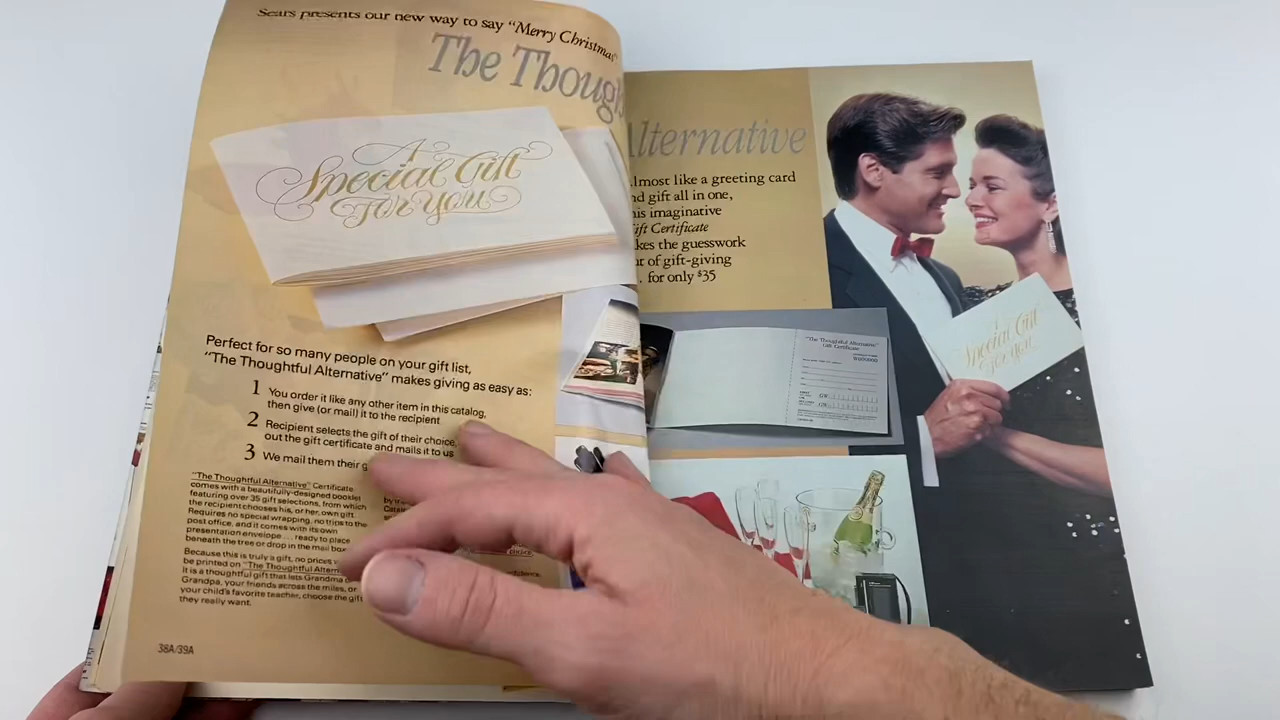 Sears presents our new way to say "Merry Christmas"
The Though
Alternative
A
Special Gift
For You
lmost like a greeting card
nd gift all in one,
his imaginative
ift Certificate
kes the guesswork
ut of gift-giving
. . for only $35
Perfect for so many people on your gift list,
"The Thoughtful Alternative" makes giving as easy as:
1 You order it like any other item in this catalog,
then give (or mail) it to the recipient
2 Recipient selects the gift of their choice,
out the gift certificate and mails it to us
3 We mail them their g
"The Thoughtful Alternative" Certificate
comes with a beautifully-designed booklet
featuring over 35 gift selections, from which
the recipient chooses his, or her, own gift.
Requires no special wrapping, no trips to the
post office, and it comes with its own
presentation envelope . . . ready to place
beneath the tree or drop in the mail box
Because this is truly a gift, no prices
be printed on "The Thoughtful Altern
It is a thoughtful gift that lets Grandma o
Grandpa, your friends across the miles, or
your child's favorite teacher, choose the gift
they really want.
38A/39A
"The Thoughtful Alternative"
Gift Certificate
Special Gift
For You